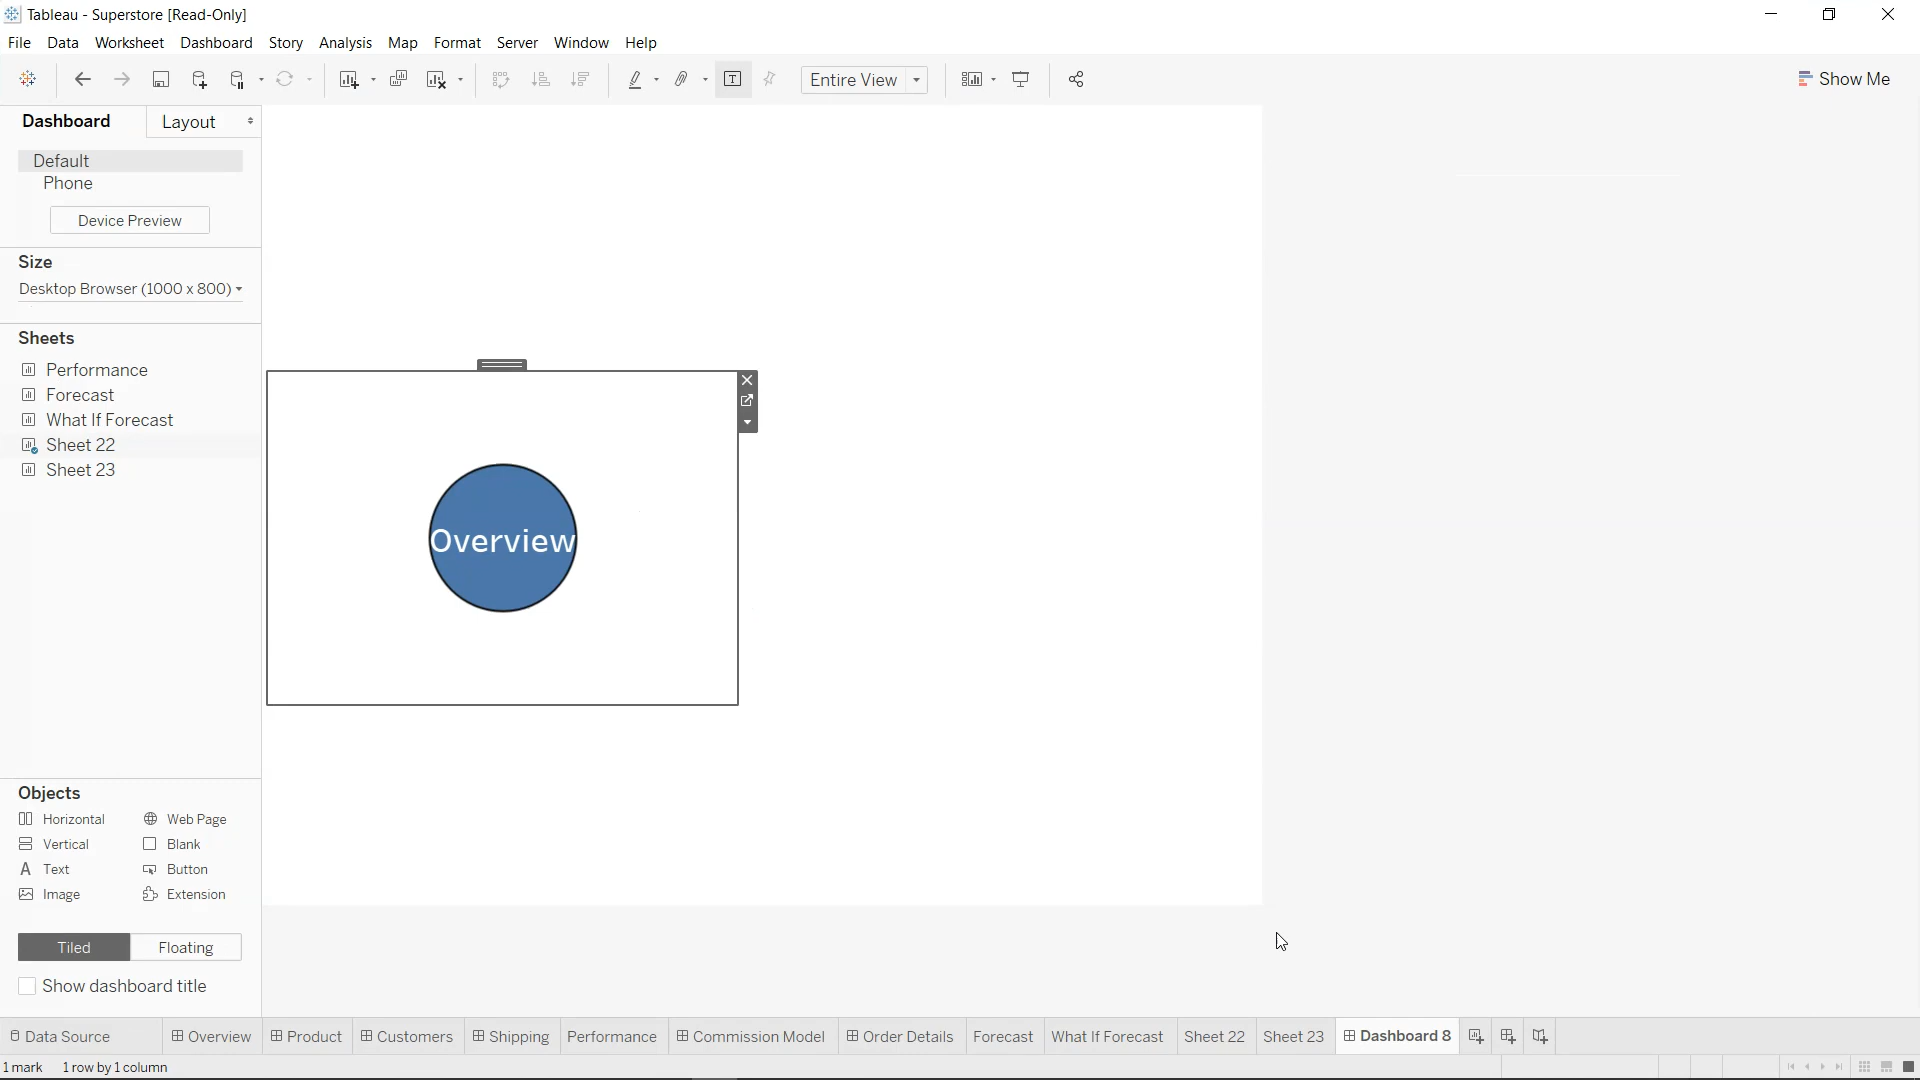 Tableau - Superstore [Read-Only]
File Data Worksheet Dashboard Story Analysis Map Format Server Window Help
Entire View
Show Me
Dashboard Layout
Default
Phone
Device Preview
Size
Desktop Browser (1000 x 800)
Sheets
Performance
Forecast
What If Forecast
Sheet 22
Sheet 23
Overview
Objects
Horizontal Web Page
Vertical Blank
A Text Button
Image Extension
Tiled Floating
Show dashboard title
Data Source Overview Product Customers Shipping Performance Commission Model Order Details Forecast What If Forecast Sheet 22 Sheet 23 Dashboard 8
1 mark 1 row by 1 column